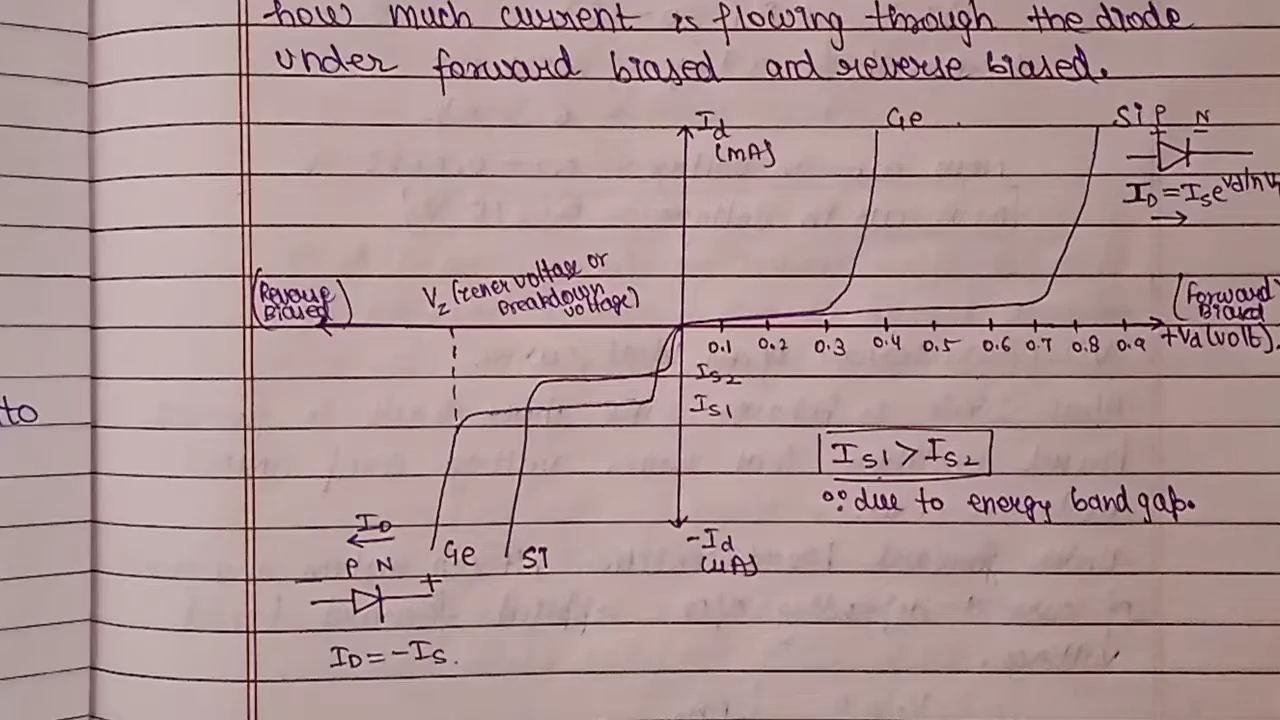 how much current is flowing through the diode
under forward biased and reverse biased.
Id
(mA)
Ge
Si
P N
+
ID = IS e^Vd/nV
(Reverse
Biased)
VZ (zener voltage or
breakdown
voltage)
(Forward
Biased
0.1 0.2 0.3 0.4 0.5 0.6 0.7 0.8 0.9 +Vd (volt).
IS2
IS1
to
IS1 > IS2
∵ due to energy band gap.
-Id
(µA)
Ge
Si
ID
P N
+
ID = -IS.